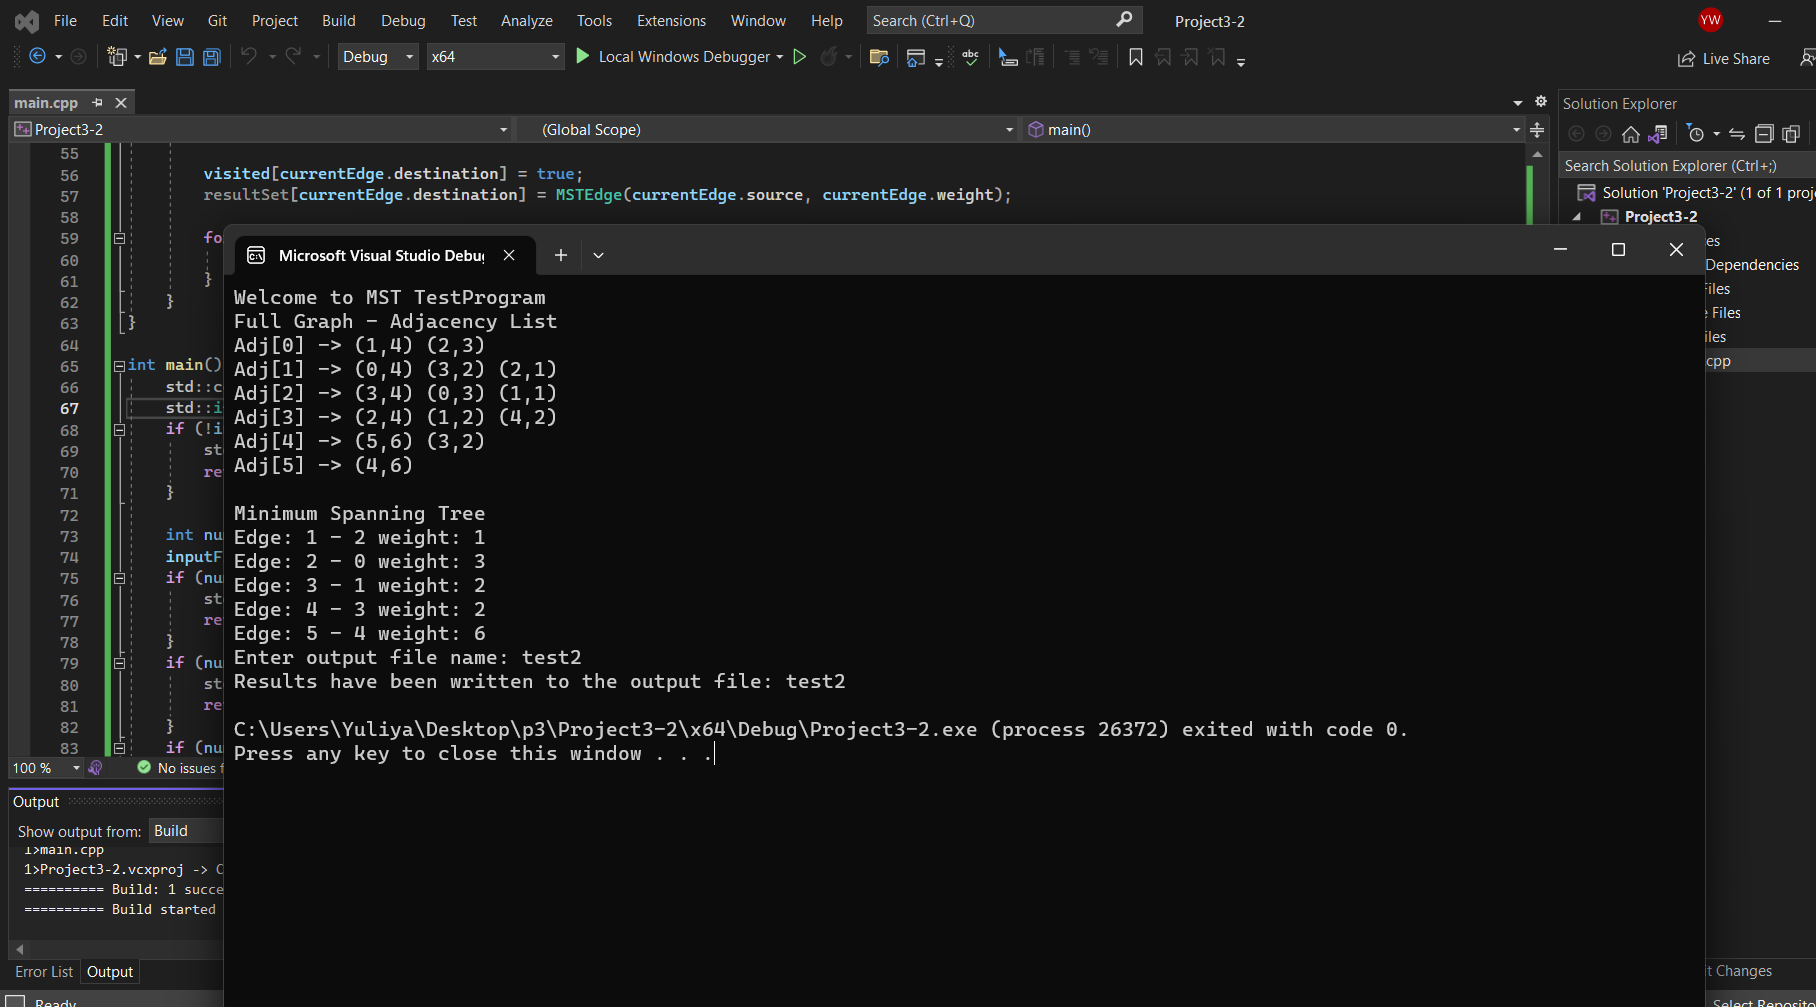 File Edit View Git Project Build Debug Test Analyze Tools Extensions Window Help Search (Ctrl+Q) Project3-2 YW
Debug x64 Local Windows Debugger abc Live Share
main.cpp
Project3-2 (Global Scope) main()
Solution Explorer
Search Solution Explorer (Ctrl+;)
Solution 'Project3-2' (1 of 1 proje
Project3-2
es
Dependencies
Files
e Files
iles
cpp
55
56 visited[currentEdge.destination] = true;
57 resultSet[currentEdge.destination] = MSTEdge(currentEdge.source, currentEdge.weight);
58
59 fo
60
61 }
62 }
63 }
64
65 int main()
66 std::c
67 std::i
68 if (!i
69 st
70 re
71 }
72
73 int nu
74 inputF
75 if (nu
76 st
77 re
78 }
79 if (nu
80 st
81 re
82 }
83 if (nu
100 % No issues f
Microsoft Visual Studio Debug
Welcome to MST TestProgram
Full Graph - Adjacency List
Adj[0] -> (1,4) (2,3)
Adj[1] -> (0,4) (3,2) (2,1)
Adj[2] -> (3,4) (0,3) (1,1)
Adj[3] -> (2,4) (1,2) (4,2)
Adj[4] -> (5,6) (3,2)
Adj[5] -> (4,6)
Minimum Spanning Tree
Edge: 1 - 2 weight: 1
Edge: 2 - 0 weight: 3
Edge: 3 - 1 weight: 2
Edge: 4 - 3 weight: 2
Edge: 5 - 4 weight: 6
Enter output file name: test2
Results have been written to the output file: test2
C:\Users\Yuliya\Desktop\p3\Project3-2\x64\Debug\Project3-2.exe (process 26372) exited with code 0.
Press any key to close this window . . .
Output
Show output from: Build
1>main.cpp
1>Project3-2.vcxproj -> C
========== Build: 1 succe
========== Build started
Error List Output
t Changes
Ready
Select Reposito